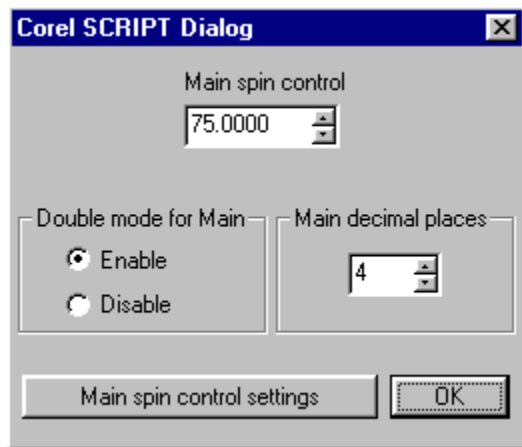 Corel SCRIPT Dialog
Main spin control
75.0000
Double mode for Main
Enable
Disable
Main decimal places
4
Main spin control settings
OK